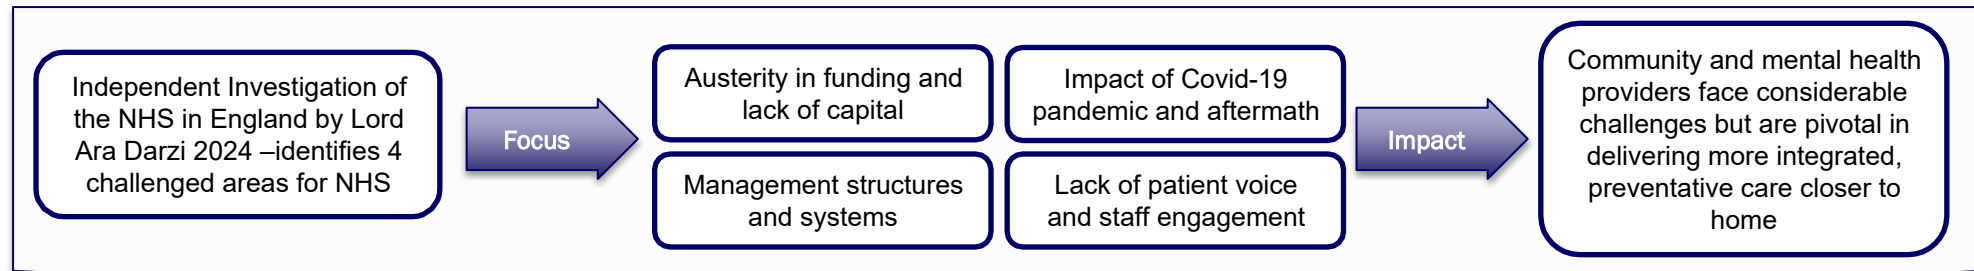 Independent Investigation of
the NHS in England by Lord
Ara Darzi 2024 –identifies 4
challenged areas for NHS
Focus
Austerity in funding and
lack of capital
Impact of Covid-19
pandemic and aftermath
Management structures
and systems
Lack of patient voice
and staff engagement
Impact
Community and mental health
providers face considerable
challenges but are pivotal in
delivering more integrated,
preventative care closer to
home